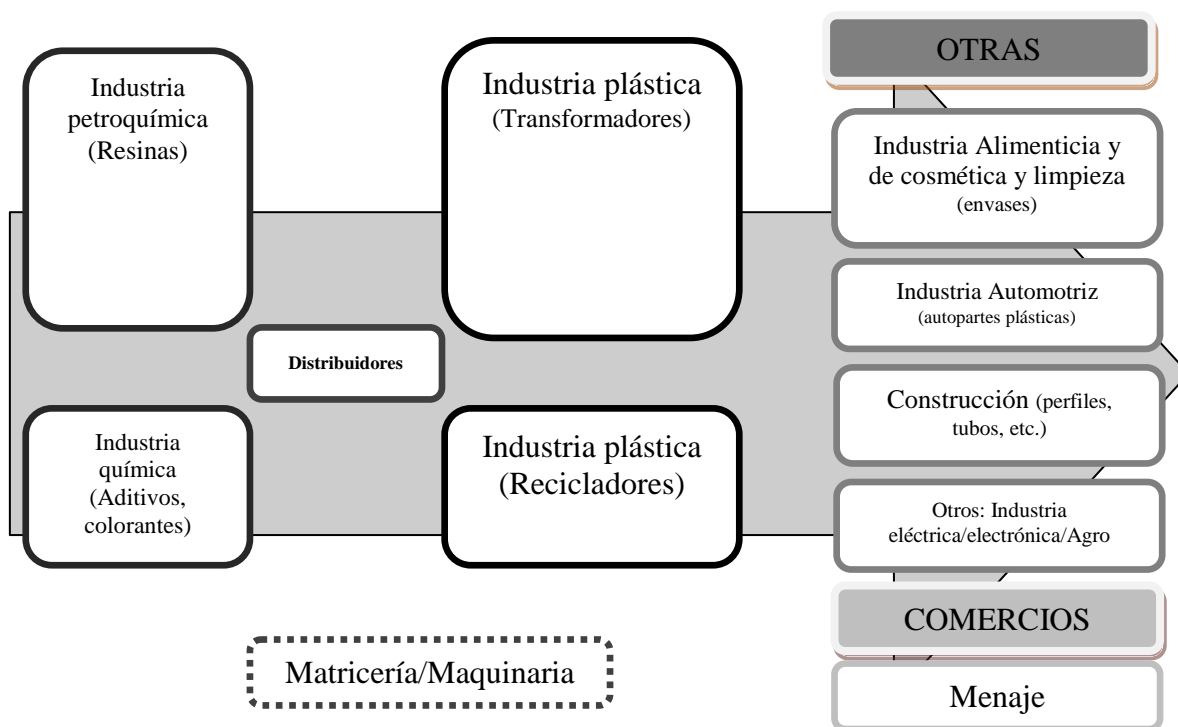 Industria
petroquímica
(Resinas)
Industria plástica
(Transformadores)
OTRAS
Industria Alimenticia y
de cosmética y limpieza
(envases)
Industria Automotriz
(autopartes plásticas)
Distribuidores
Construcción (perfiles,
tubos, etc.)
Industria
química
(Aditivos,
colorantes)
Industria plástica
(Recicladores)
Otros: Industria
eléctrica/electrónica/Agro
COMERCIOS
Matricería/Maquinaria
Menaje